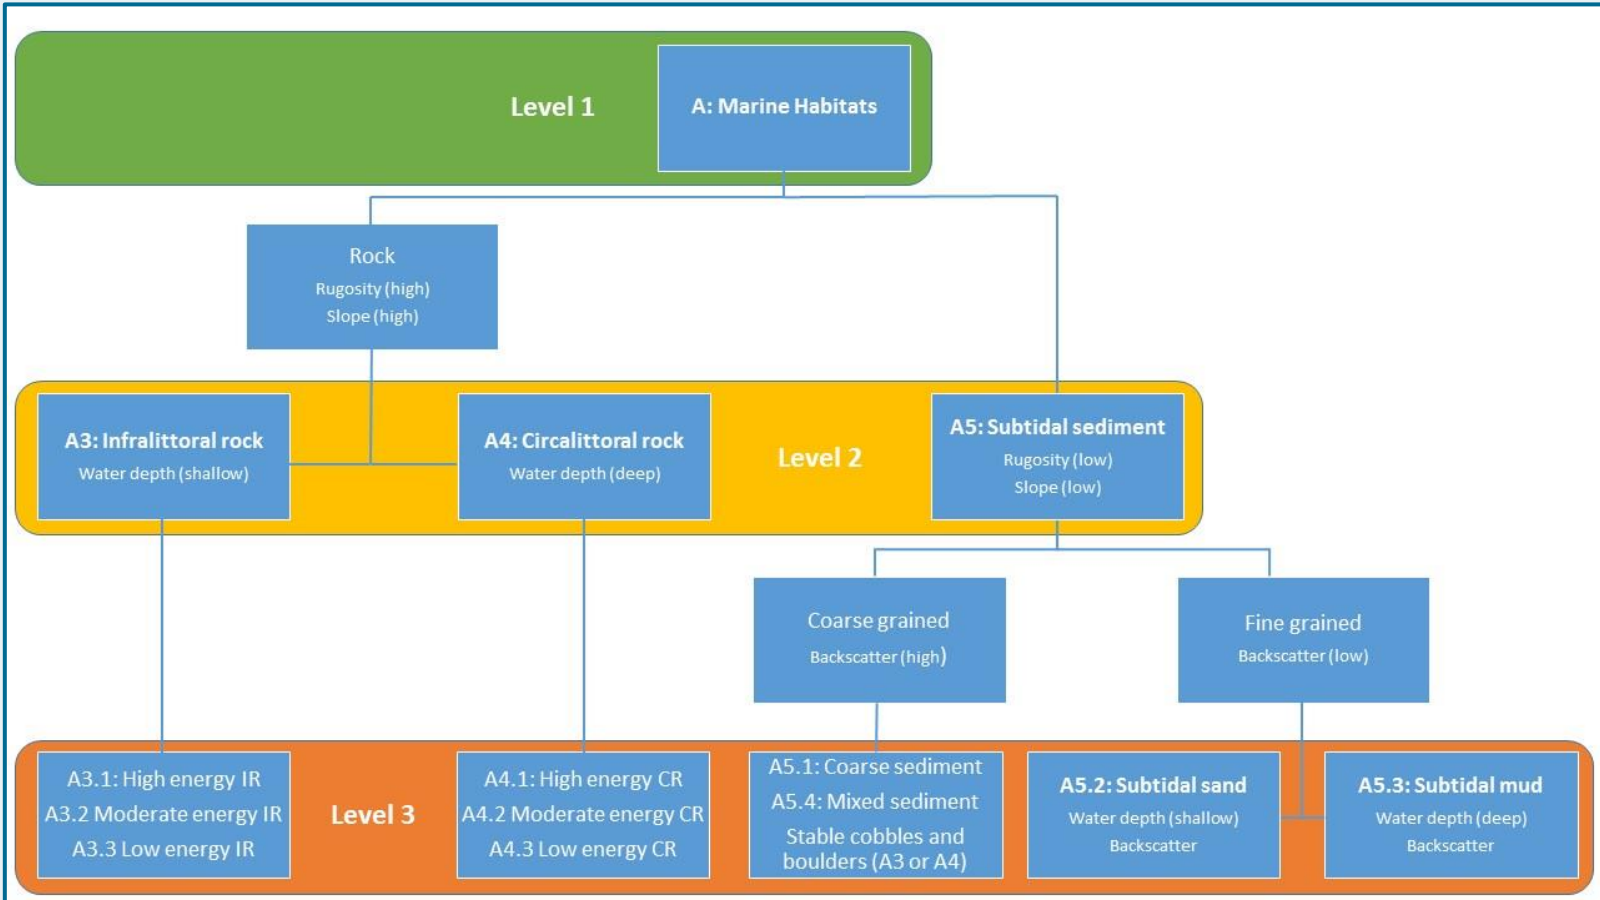 Level 1
A: Marine Habitats
Rock
Rugosity (high)
Slope (high)
A3: Infralittoral rock
Water depth (shallow)
A4: Circalittoral rock
Water depth (deep)
Level 2
A5: Subtidal sediment
Rugosity (low)
Slope (low)
Coarse grained
Backscatter (high)
Fine grained
Backscatter (low)
A3.1: High energy IR
A3.2 Moderate energy IR
A3.3 Low energy IR
Level 3
A4.1: High energy CR
A4.2 Moderate energy CR
A4.3 Low energy CR
A5.1: Coarse sediment
A5.4: Mixed sediment
Stable cobbles and
boulders (A3 or A4)
A5.2: Subtidal sand
Water depth (shallow)
Backscatter
A5.3: Subtidal mud
Water depth (deep)
Backscatter